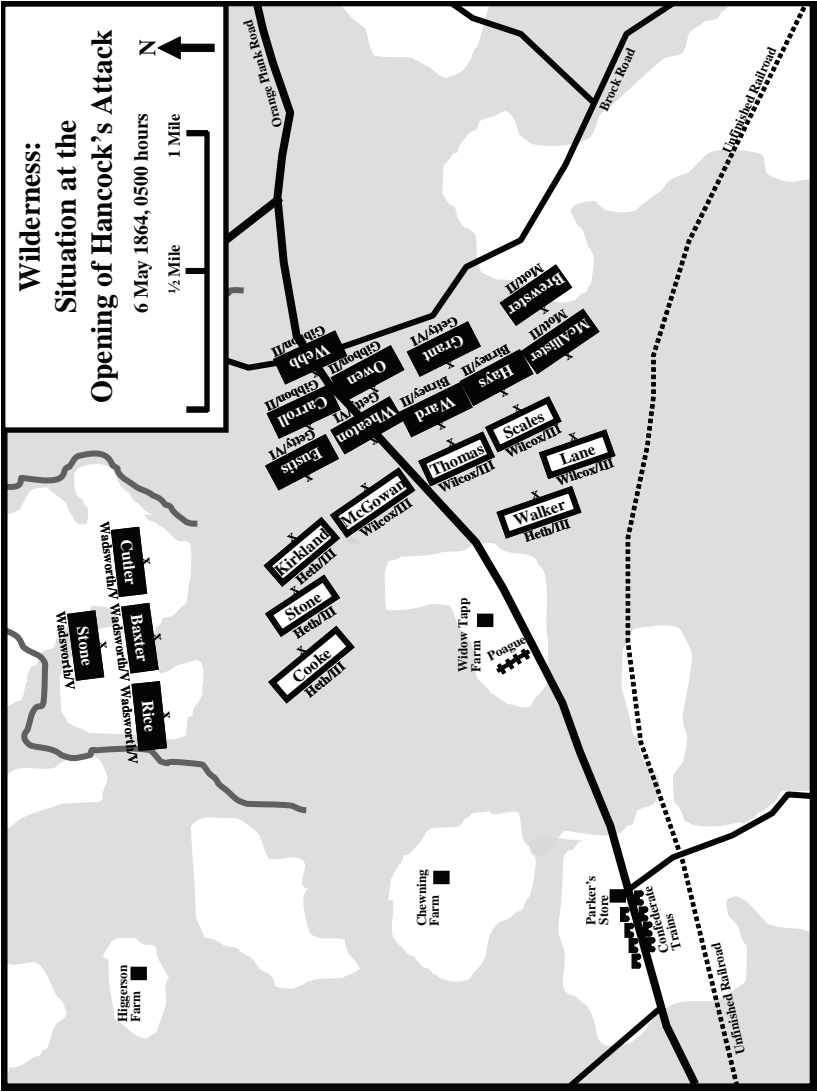 Wilderness:
Situation at the
Opening of Hancock's Attack
6 May 1864, 0500 hours
½ Mile
1 Mile
N
Orange Plank Road
Brock Road
Unfinished Railroad
Brewster
Mott/II
McAllister
Mott/II
Webb
Gibbon/II
Owen
Gibbon/II
Grant
Getty/VI
Hays
Birney/II
Ward
Birney/II
Carroll
Gibbon/II
Wheaton
Getty/VI
Eustis
Getty/VI
Scales
Wilcox/III
Thomas
Wilcox/III
Lane
Wilcox/III
Walker
Heth/III
McGowan
Wilcox/III
Kirkland
Heth/III
Stone
Heth/III
Cooke
Heth/III
Cutler
Wadsworth/V
Baxter
Wadsworth/V
Stone
Wadsworth/V
Rice
Wadsworth/V
Widow Tapp
Farm
Poague
Chewning
Farm
Parker's
Store
Confederate
Trains
Higgerson
Farm
Unfinished Railroad